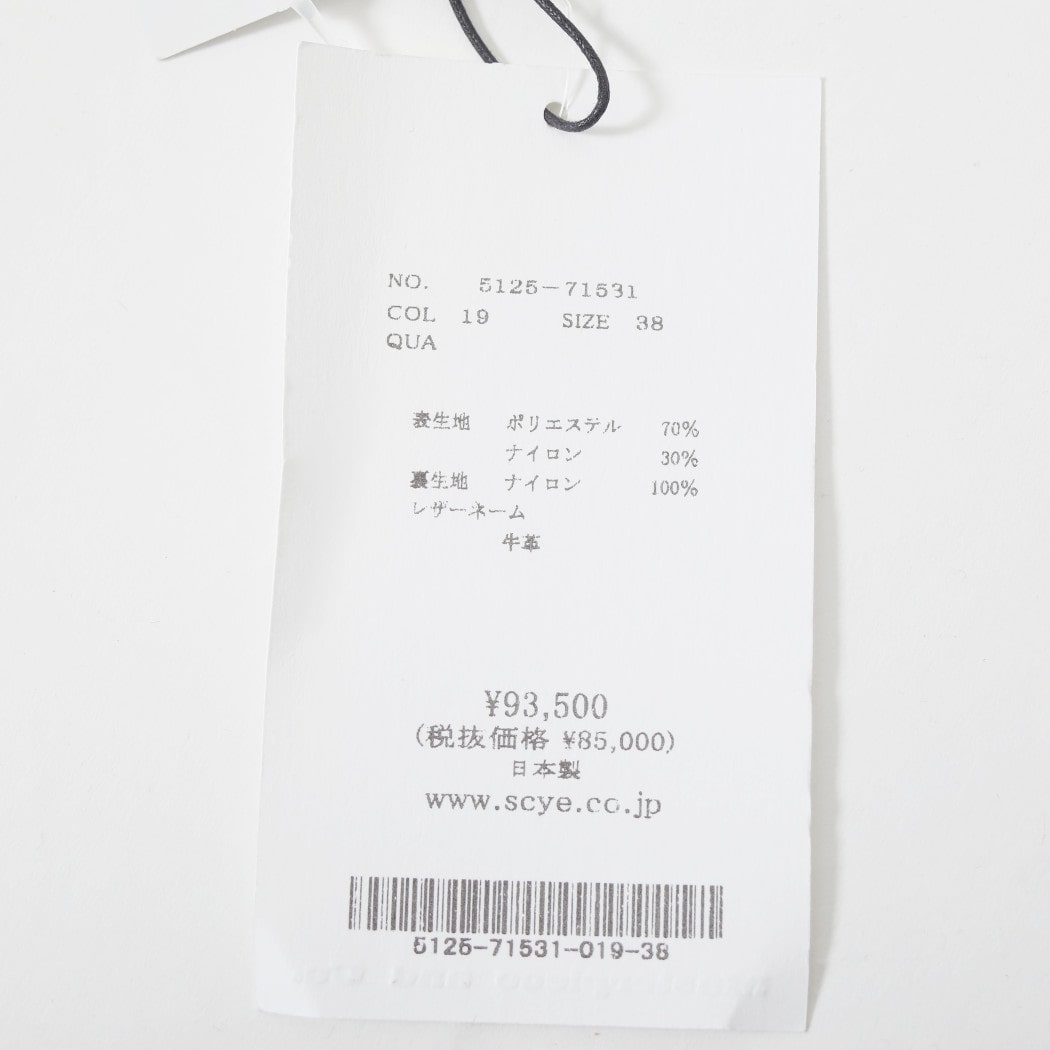 NO. 5125-71531
COL 19 SIZE 38
QUA
表生地 ポリエステル 70%
ナイロン 30%
裏生地 ナイロン 100%
レザーネーム
牛革
¥93,500
(税抜価格 ¥85,000)
日本製
www.scye.co.jp
5125-71531-019-38